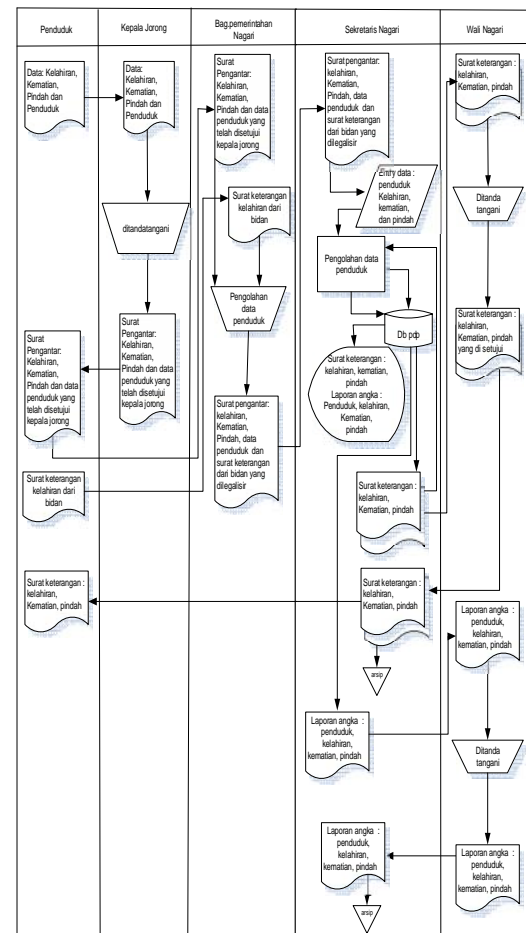 Penduduk
Kepala Jorong
Bag.pemerintahan
Nagari
Sekretaris Nagari
Wali Nagari
Data: Kelahiran,
Kematian,
Pindah dan
Penduduk
Data:
Kelahiran,
Kematian,
Pindah dan
Penduduk
ditandatangani
Surat
Pengantar:
Kelahiran,
Kematian,
Pindah dan data
penduduk yang
telah disetujui
kepala jorong
Surat
Pengantar:
Kelahiran,
Kematian,
Pindah dan data
penduduk yang
telah disetujui
kepala jorong
Surat keterangan
kelahiran dari
bidan
Surat
Pengantar:
Kelahiran,
Kematian,
Pindah dan data
penduduk yang
telah disetujui
kepala jorong
Surat keterangan
kelahiran dari
bidan
Pengolahan
data
penduduk
Surat pengantar:
kelahiran,
Kematian,
Pindah, data
penduduk dan
surat keterangan
dari bidan yang
dilegalisir
Surat pengantar:
kelahiran,
Kematian,
Pindah, data
penduduk dan
surat keterangan
dari bidan yang
dilegalisir
Entry data :
penduduk
Kelahiran,
kematian,
dan pindah
Pengolahan data
penduduk
Db pdp
Surat keterangan :
kelahiran, kematian,
pindah
Laporan angka :
Penduduk, kelahiran,
Kematian,
pindah
Surat keterangan :
kelahiran,
Kematian, pindah
Surat keterangan :
kelahiran,
Kematian, pindah
Ditanda
tangani
Surat keterangan :
kelahiran,
Kematian, pindah
yang di setujui
Surat keterangan :
kelahiran,
Kematian, pindah
arsip
Surat keterangan :
kelahiran,
Kematian, pindah
Laporan angka :
penduduk,
kelahiran,
kematian, pindah
Laporan angka :
penduduk,
kelahiran,
kematian, pindah
Ditanda
tangani
Laporan angka :
penduduk,
kelahiran,
kematian, pindah
Laporan angka :
penduduk,
kelahiran,
kematian, pindah
arsip